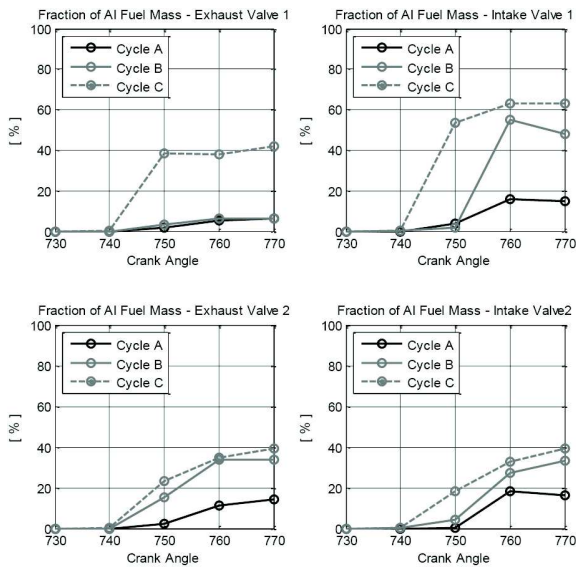 Fraction of AI Fuel Mass - Exhaust Valve 1
100
80
60
40
20
0
[ % ]
Cycle A
Cycle B
Cycle C
730 740 750 760 770
Crank Angle
Fraction of AI Fuel Mass - Intake Valve 1
100
80
60
40
20
0
[ % ]
Cycle A
Cycle B
Cycle C
730 740 750 760 770
Crank Angle
Fraction of AI Fuel Mass - Exhaust Valve 2
100
80
60
40
20
0
[ % ]
Cycle A
Cycle B
Cycle C
730 740 750 760 770
Crank Angle
Fraction of AI Fuel Mass - Intake Valve2
100
80
60
40
20
0
[ % ]
Cycle A
Cycle B
Cycle C
730 740 750 760 770
Crank Angle